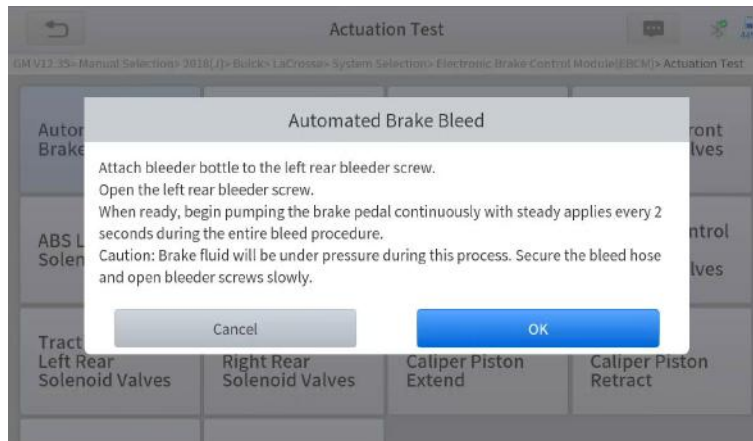 Actuation Test
GM V12.35> Manual Selection> 2018(J)> Buick> LaCrosse> System Selection> Electronic Brake Control Module(EBCM)> Actuation Test
Automated Brake Bleed
Attach bleeder bottle to the left rear bleeder screw.
Open the left rear bleeder screw.
When ready, begin pumping the brake pedal continuously with steady applies every 2
seconds during the entire bleed procedure.
Caution: Brake fluid will be under pressure during this process. Secure the bleed hose
and open bleeder screws slowly.
Cancel
OK
Autor
Brake
ront
lves
ABS L
Solen
ntrol
lves
Tract
Left Rear
Solenoid Valves
Right Rear
Solenoid Valves
Caliper Piston
Extend
Caliper Piston
Retract